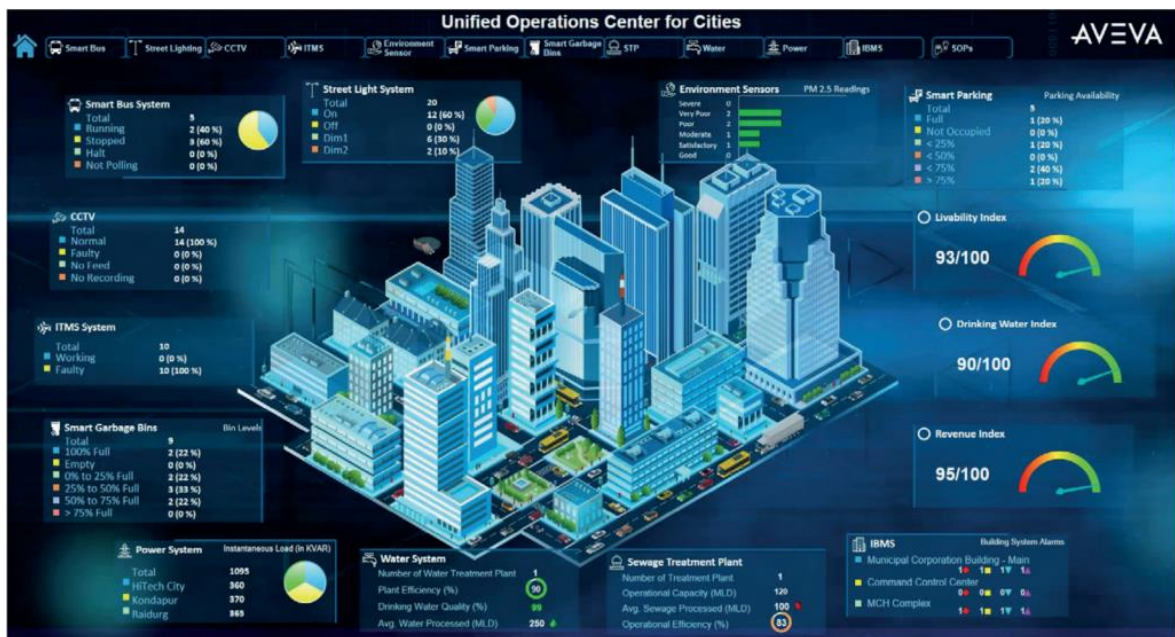 Unified Operations Center for Cities
AVEVA
Smart Bus
Street Lighting
CCTV
ITMS
Environment Sensor
Smart Parking
Smart Garbage Bins
STP
Water
Power
IBMS
SOPs
Smart Bus System
Total 5
Running 2 (40 %)
Stopped 3 (60 %)
Halt 0 (0 %)
Not Polling 0 (0 %)
Street Light System
Total 20
On 12 (60 %)
Off 0 (0 %)
Dim1 6 (30 %)
Dim2 2 (10 %)
Environment Sensors PM 2.5 Readings
Severe 0
Very Poor 2
Poor 2
Moderate 1
Satisfactory 1
Good 0
Smart Parking Parking Availability
Total 5
Full 1 (20 %)
Not Occupied 0 (0 %)
< 25% 1 (20 %)
< 50% 0 (0 %)
< 75% 2 (40 %)
> 75% 1 (20 %)
CCTV
Total 14
Normal 14 (100 %)
Faulty 0 (0 %)
No Feed 0 (0 %)
No Recording 0 (0 %)
Livability Index
93/100
ITMS System
Total 10
Working 0 (0 %)
Faulty 10 (100 %)
Drinking Water Index
90/100
Smart Garbage Bins Bin Levels
Total 9
100% Full 2 (22 %)
Empty 0 (0 %)
0% to 25% Full 2 (22 %)
25% to 50% Full 3 (33 %)
50% to 75% Full 2 (22 %)
> 75% Full 0 (0 %)
Revenue Index
95/100
Power System Instantaneous Load (in KVAR)
Total 1095
HiTech City 360
Kondapur 370
Raidurg 365
Water System
Number of Water Treatment Plant 1
Plant Efficiency (%) 90
Drinking Water Quality (%) 99
Avg. Water Processed (MLD) 250
Sewage Treatment Plant
Number of Treatment Plant 1
Operational Capacity (MLD) 120
Avg. Sewage Processed (MLD) 100
Operational Efficiency (%) 83
IBMS Building System Alarms
Municipal Corporation Building - Main
1 1 1 1
Command Control Center
0 0 0 0
MCH Complex
1 1 1 1